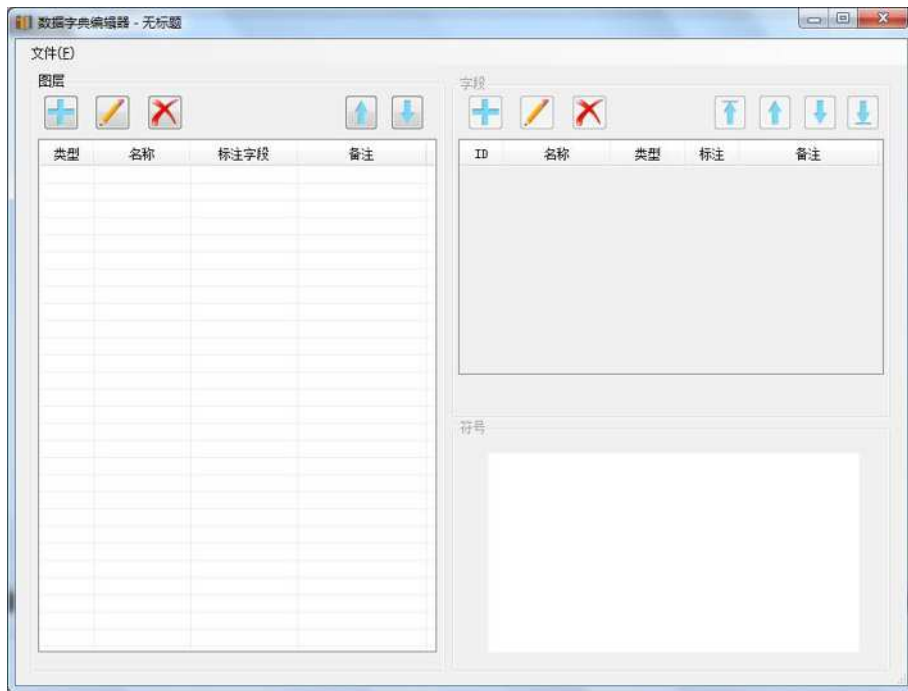 数据字典编辑器 - 无标题
文件(F)
图层
类型 名称 标注字段 备注
字段
ID 名称 类型 标注 备注
符号